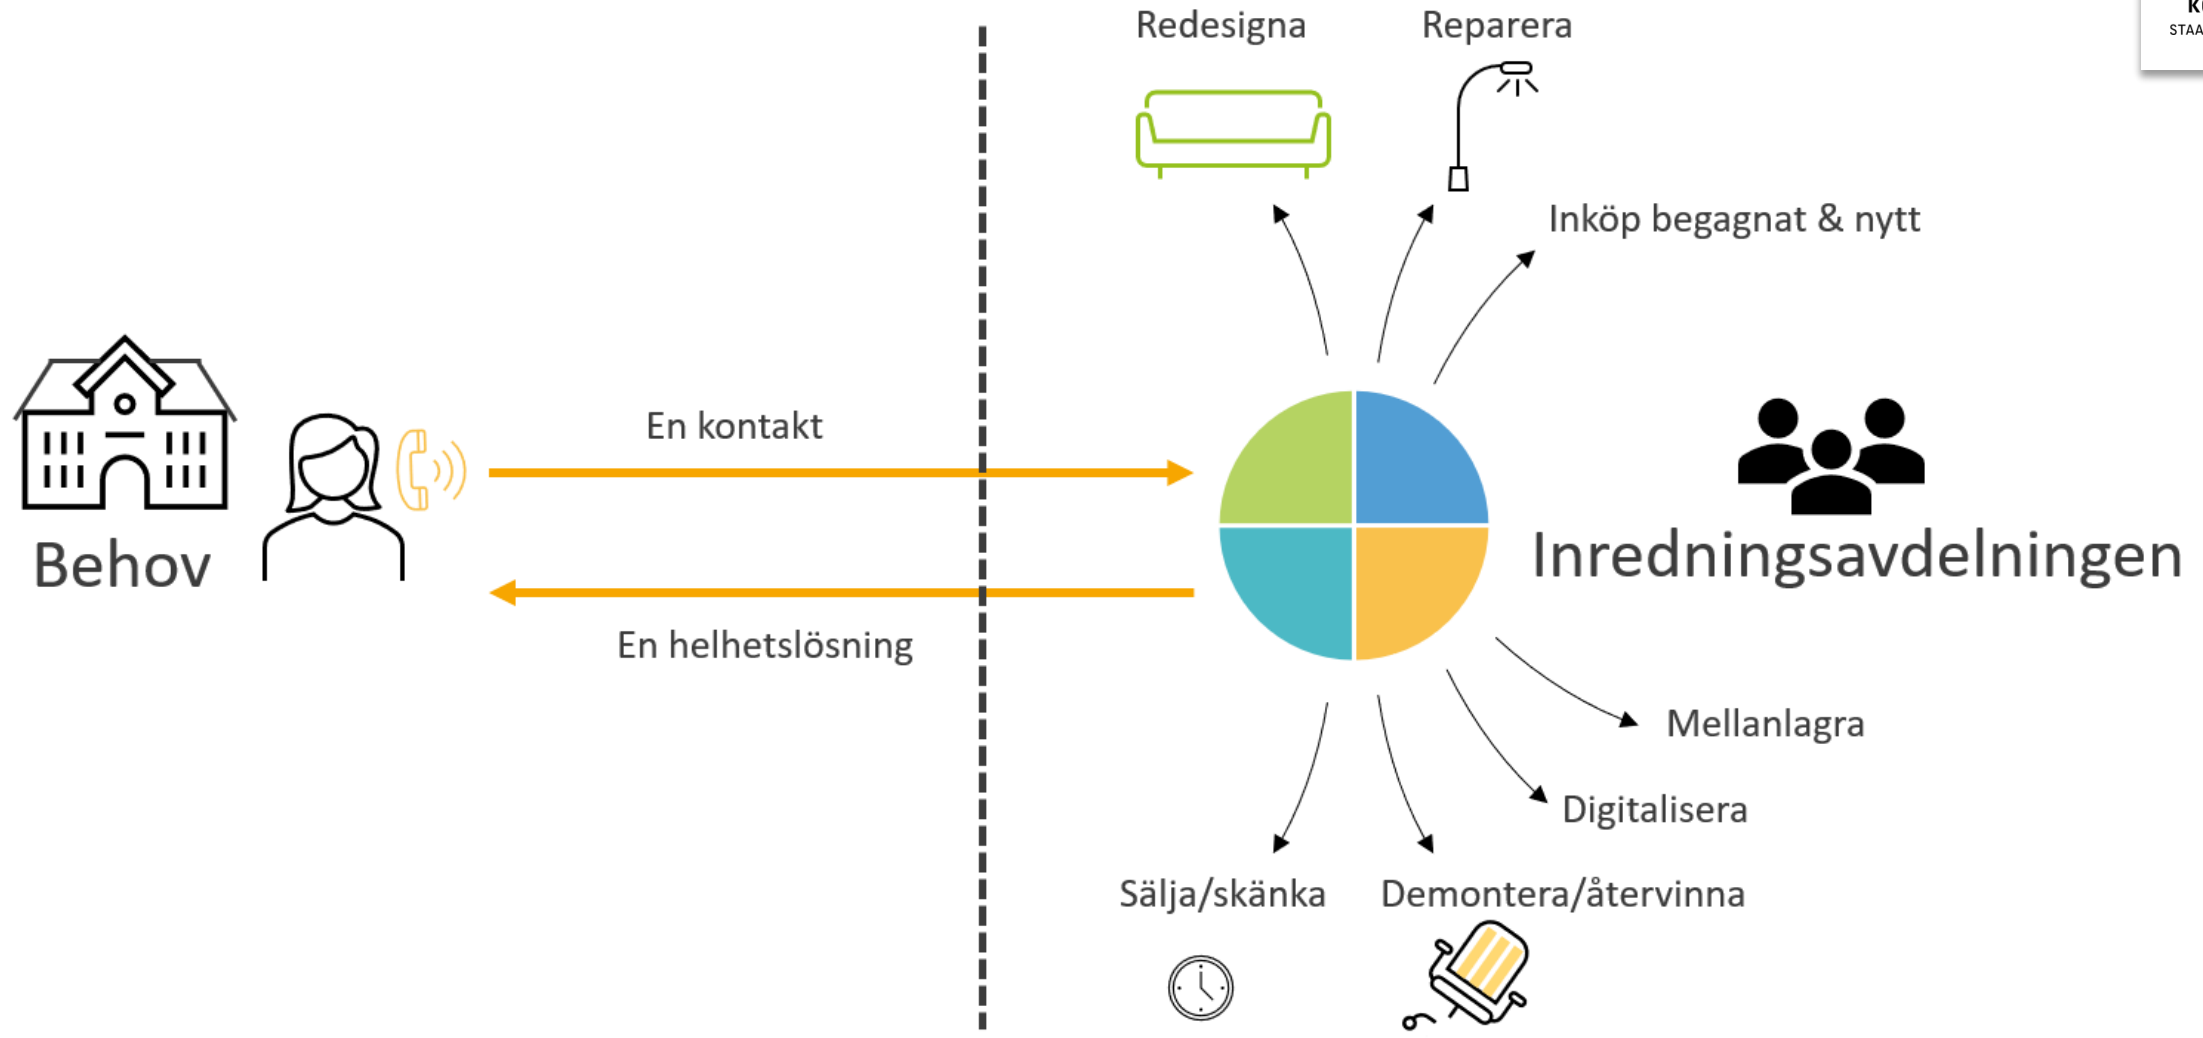 Redesigna
Reparera
Inköp begagnat & nytt
En kontakt
Behov
Inredningsavdelningen
En helhetslösning
Mellanlagra
Digitalisera
Sälja/skänka
Demontera/återvinna